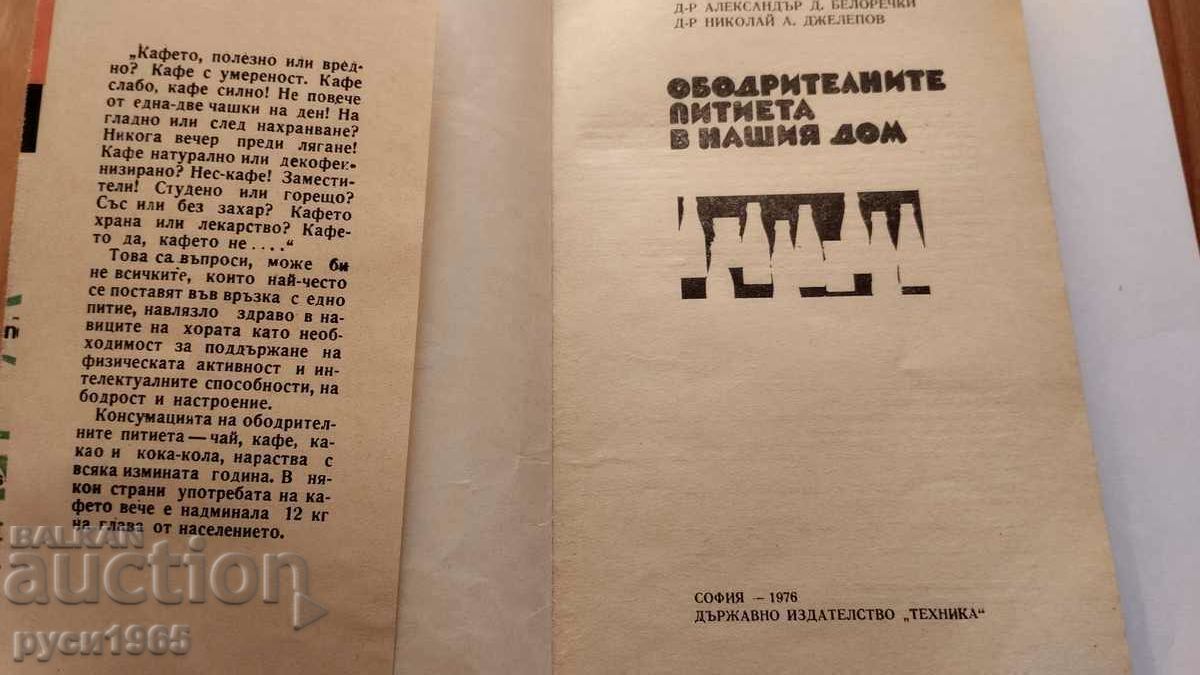 „Кафето, полезно или вред-
но? Кафе с умереност. Кафе
слабо, кафе силно! Не повече
от една-две чашки на ден! На
гладно или след нахранване?
Никога вечер преди лягане!
Кафе натурално или декофеи-
низирано? Нес-кафе! Замести-
тели! Студено или горещо?
Със или без захар? Кафето
храна или лекарство? Кафе-
то да, кафето не . . . .“
Това са въпроси, може би
не всичките, които най-често
се поставят във връзка с едно
питие, навлязло здраво в на-
виците на хората като необ-
ходимост за поддържане на
физическата активност и ин-
телектуалните способности, на
бодрост и настроение.
Консумацията на ободрител-
ните питиета — чай, кафе, ка-
као и кока-кола, нараства с
всяка измината година. В ня-
кои страни употребата на ка-
фето вече е надминала 12 кг
на глава от населението.
Д-Р АЛЕКСАНДЪР Д. БЕЛОРЕЧКИ
Д-Р НИКОЛАЙ А. ДЖЕЛЕПОВ
ОБОДРИТЕЛНИТЕ
ПИТИЕТА
В НАШИЯ ДОМ
СОФИЯ — 1976
ДЪРЖАВНО ИЗДАТЕЛСТВО „ТЕХНИКА“
BALKAN
auction
руси1965